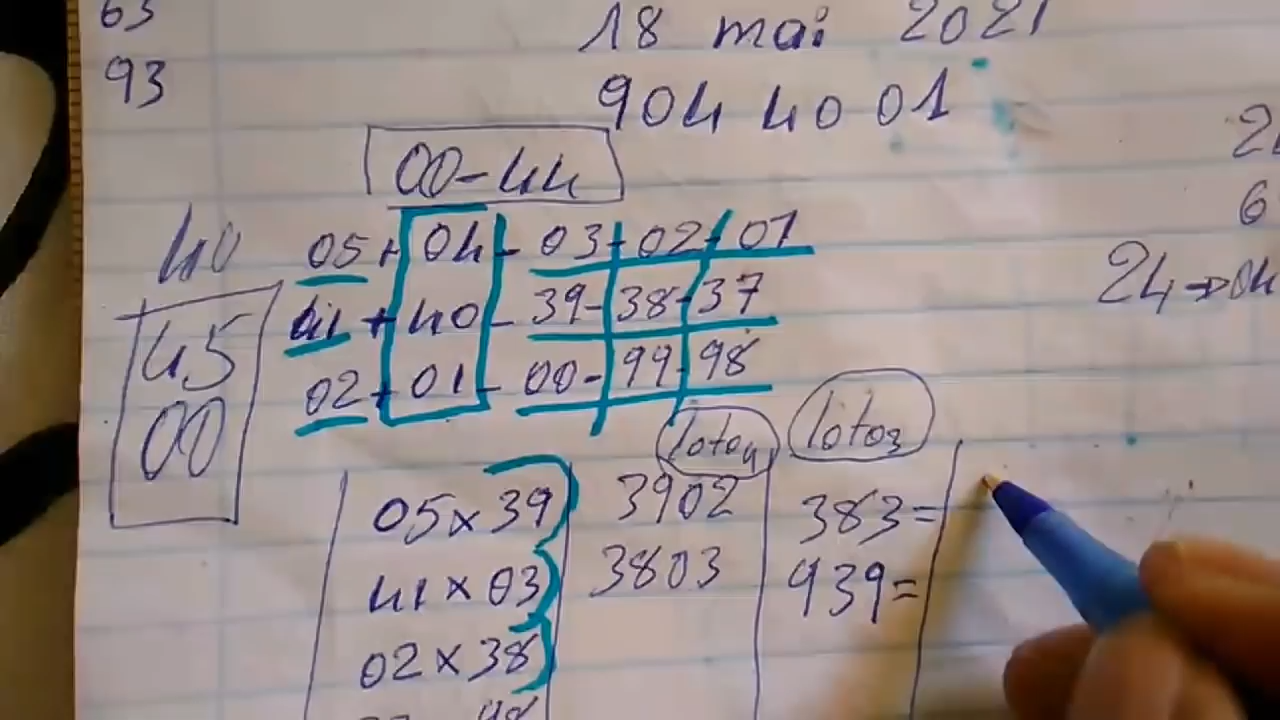 63
93
18 mai 2021
904 40 01
00-44
40
45
00
05+04-03+02+01
41+40-39-38-37
02+01-00-99-98
6
24→04
loto4
loto3
05x39 3902 383=
41x03 3803 939=
02x38